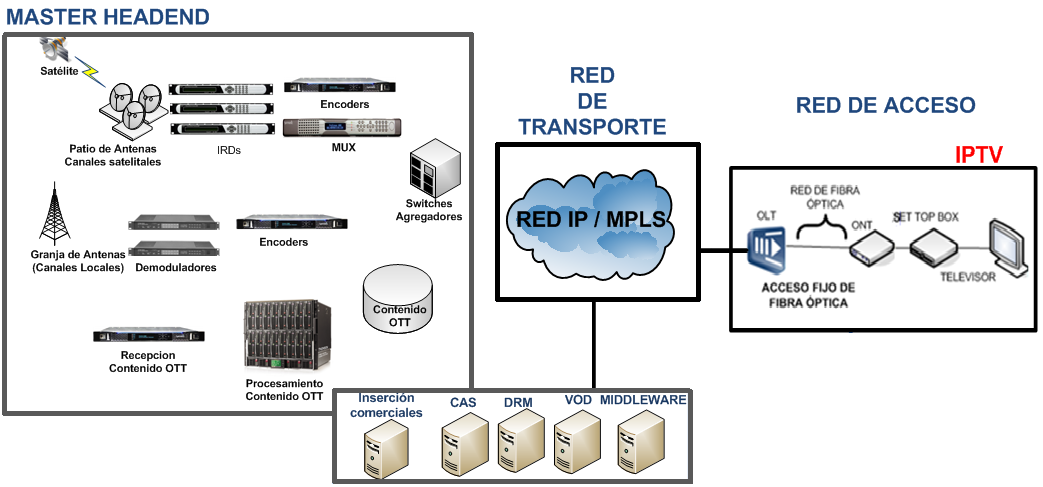 MASTER HEADEND
Satélite
Patio de Antenas
Canales satelitales
IRDs
Encoders
MUX
Switches
Agregadores
Granja de Antenas
(Canales Locales)
Demoduladores
Encoders
Contenido
OTT
Recepcion
Contenido OTT
Procesamiento
Contenido OTT
Inserción
comerciales
CAS
DRM
VOD
MIDDLEWARE
RED
DE
TRANSPORTE
RED IP / MPLS
RED DE ACCESO
IPTV
RED DE FIBRA
ÓPTICA
OLT
ONT
SET TOP BOX
TELEVISOR
ACCESO FIJO DE
FIBRA ÓPTICA